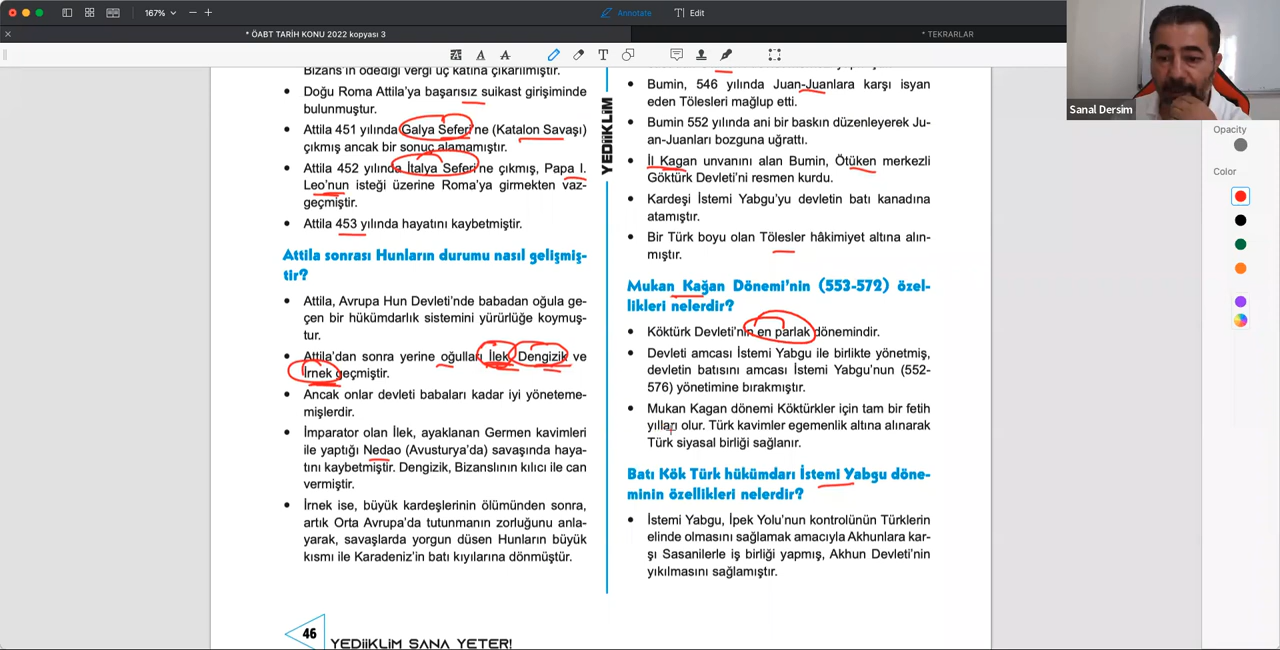 167%
Annotate
Edit
* ÖABT TARİH KONU 2022 kopyası 3
* TEKRARLAR
Sanal Dersim
Opacity
Color
Bizans'ın ödediği vergi üç katına çıkarılmıştır.
• Doğu Roma Attila'ya başarısız suikast girişiminde
bulunmuştur.
• Attila 451 yılında Galya Seferi'ne (Katalon Savaşı)
çıkmış ancak bir sonuç alamamıştır.
• Attila 452 yılında İtalya Seferi'ne çıkmış, Papa I.
Leo'nun isteği üzerine Roma'ya girmekten vaz-
geçmiştir.
• Attila 453 yılında hayatını kaybetmiştir.
Attila sonrası Hunların durumu nasıl gelişmiş-
tir?
• Attila, Avrupa Hun Devleti'nde babadan oğula ge-
çen bir hükümdarlık sistemini yürürlüğe koymuş-
tur.
• Attila'dan sonra yerine oğulları İlek, Dengizik ve
İrnek geçmiştir.
• Ancak onlar devleti babaları kadar iyi yöneteme-
mişlerdir.
• İmparator olan İlek, ayaklanan Germen kavimleri
ile yaptığı Nedao (Avusturya'da) savaşında haya-
tını kaybetmiştir. Dengizik, Bizanslının kılıcı ile can
vermiştir.
• İrnek ise, büyük kardeşlerinin ölümünden sonra,
artık Orta Avrupa'da tutunmanın zorluğunu anla-
yarak, savaşlarda yorgun düsen Hunların büyük
kısmı ile Karadeniz'in batı kıyılarına dönmüştür.
46
YEDiiKLiM SANA YETER!
YEDiiKLiM
• Bumin, 546 yılında Juan-Juanlara karşı isyan
eden Tölesleri mağlup etti.
• Bumin 552 yılında ani bir baskın düzenleyerek Ju-
an-Juanları bozguna uğrattı.
• İl Kagan unvanını alan Bumin, Ötüken merkezli
Göktürk Devleti'ni resmen kurdu.
• Kardeşi İstemi Yabgu'yu devletin batı kanadına
atamıştır.
• Bir Türk boyu olan Tölesler hâkimiyet altına alın-
mıştır.
Mukan Kağan Dönemi'nin (553-572) özel-
likleri nelerdir?
• Köktürk Devleti'nin en parlak dönemindir.
• Devleti amcası İstemi Yabgu ile birlikte yönetmiş,
devletin batısını amcası İstemi Yabgu'nun (552-
576) yönetimine bırakmıştır.
• Mukan Kagan dönemi Köktürkler için tam bir fetih
yılları olur. Türk kavimler egemenlik altına alınarak
Türk siyasal birliği sağlanır.
Batı Kök Türk hükümdarı İstemi Yabgu döne-
minin özellikleri nelerdir?
• İstemi Yabgu, İpek Yolu'nun kontrolünün Türklerin
elinde olmasını sağlamak amacıyla Akhunlara kar-
şı Sasanilerle iş birliği yapmış, Akhun Devleti'nin
yıkılmasını sağlamıştır.